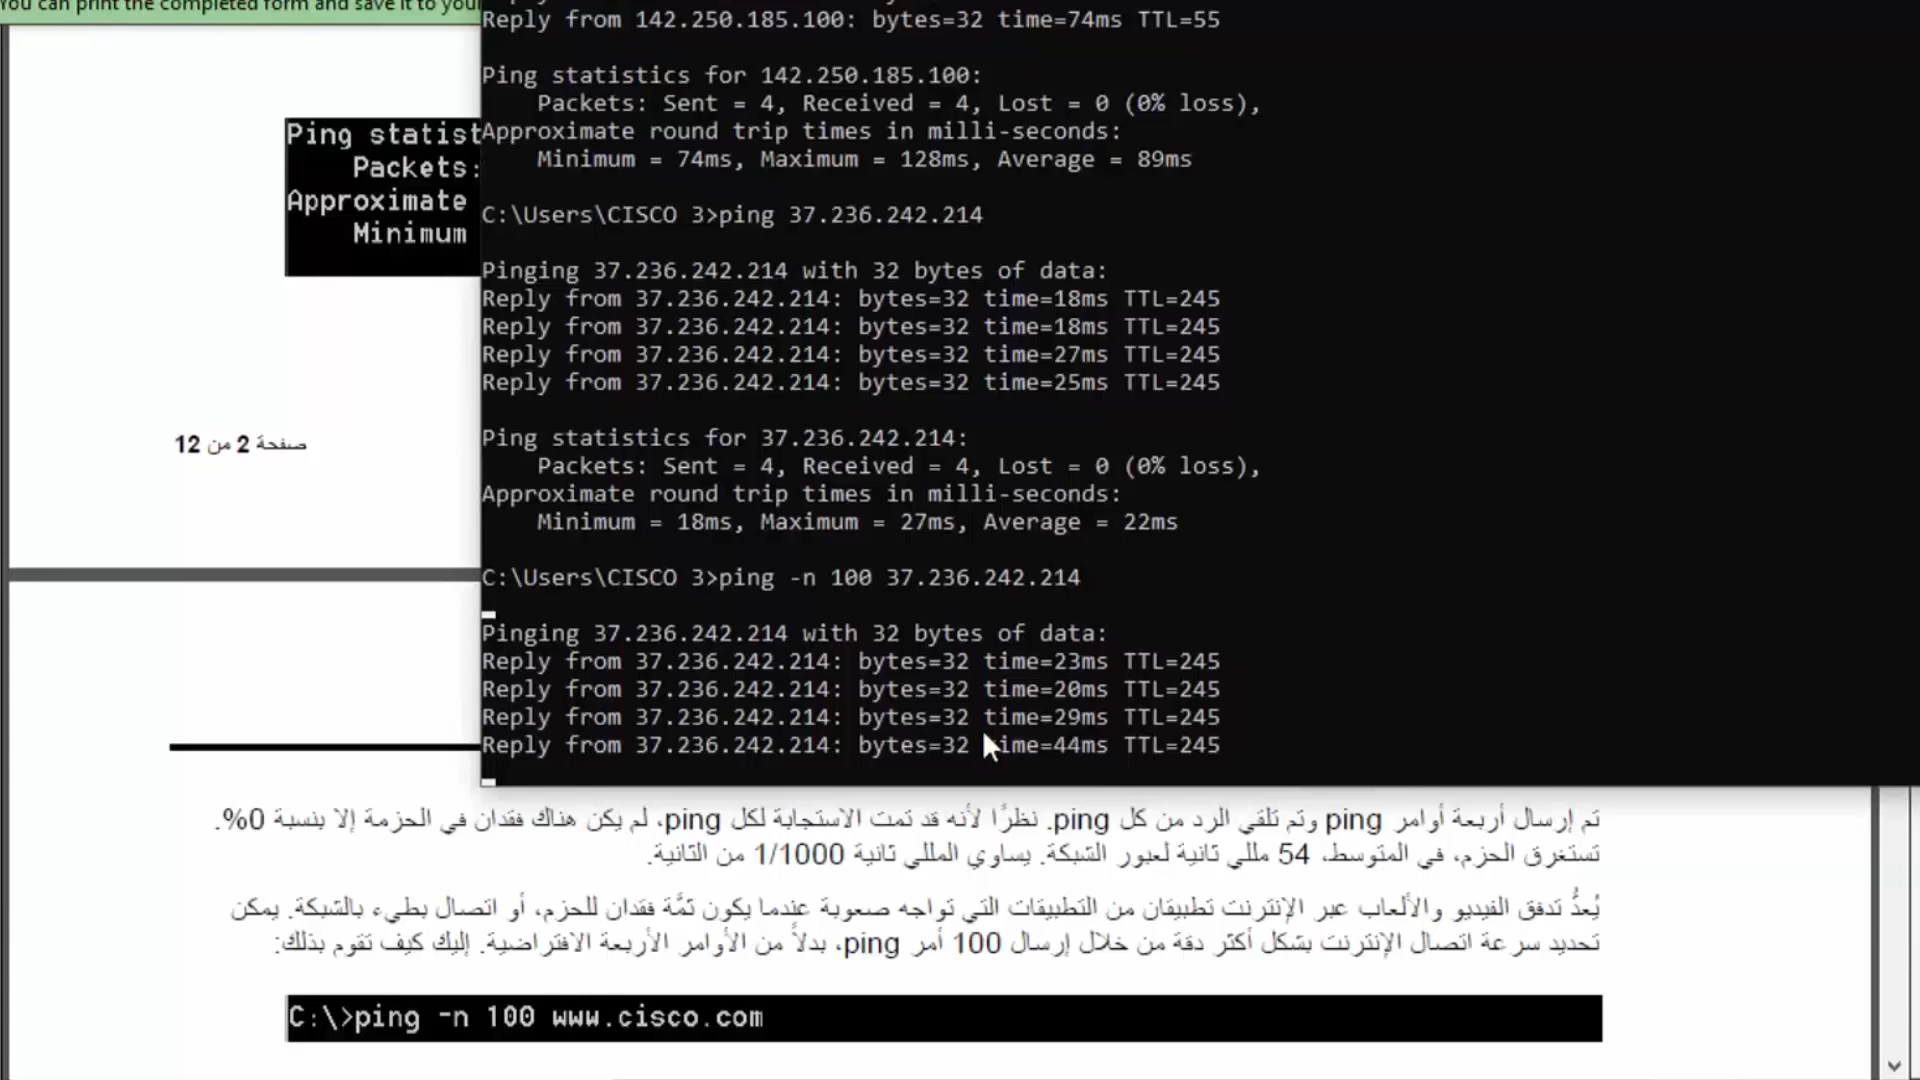 You can print the completed form and save it to you
Reply from 142.250.185.100: bytes=32 time=74ms TTL=55
Ping statistics for 142.250.185.100:
Packets: Sent = 4, Received = 4, Lost = 0 (0% loss),
Approximate round trip times in milli-seconds:
Minimum = 74ms, Maximum = 128ms, Average = 89ms
C:\Users\CISCO 3>ping 37.236.242.214
Pinging 37.236.242.214 with 32 bytes of data:
Reply from 37.236.242.214: bytes=32 time=18ms TTL=245
Reply from 37.236.242.214: bytes=32 time=18ms TTL=245
Reply from 37.236.242.214: bytes=32 time=27ms TTL=245
Reply from 37.236.242.214: bytes=32 time=25ms TTL=245
Ping statistics for 37.236.242.214:
Packets: Sent = 4, Received = 4, Lost = 0 (0% loss),
Approximate round trip times in milli-seconds:
Minimum = 18ms, Maximum = 27ms, Average = 22ms
C:\Users\CISCO 3>ping -n 100 37.236.242.214
Pinging 37.236.242.214 with 32 bytes of data:
Reply from 37.236.242.214: bytes=32 time=23ms TTL=245
Reply from 37.236.242.214: bytes=32 time=20ms TTL=245
Reply from 37.236.242.214: bytes=32 time=29ms TTL=245
Reply from 37.236.242.214: bytes=32 time=44ms TTL=245
Ping statist
Packets:
Approximate
Minimum
صفحة 2 من 12
تم إرسال أربعة أوامر ping وتم تلقي الرد من كل ping. نظرًا لأنه قد تمت الاستجابة لكل ping، لم يكن هناك فقدان في الحزمة إلا بنسبة 0%.
تستغرق الحزم، في المتوسط، 54 مللي ثانية لعبور الشبكة. يساوي المللي ثانية 1/1000 من الثانية.
يُعدُّ تدفق الفيديو والألعاب عبر الإنترنت تطبيقان من التطبيقات التي تواجه صعوبة عندما يكون ثمَّة فقدان للحزم، أو اتصال بطيء بالشبكة. يمكن
تحديد سرعة اتصال الإنترنت بشكل أكثر دقة من خلال إرسال 100 أمر ping، بدلاً من الأوامر الأربعة الافتراضية. إليك كيف تقوم بذلك:
C:\>ping -n 100 www.cisco.com